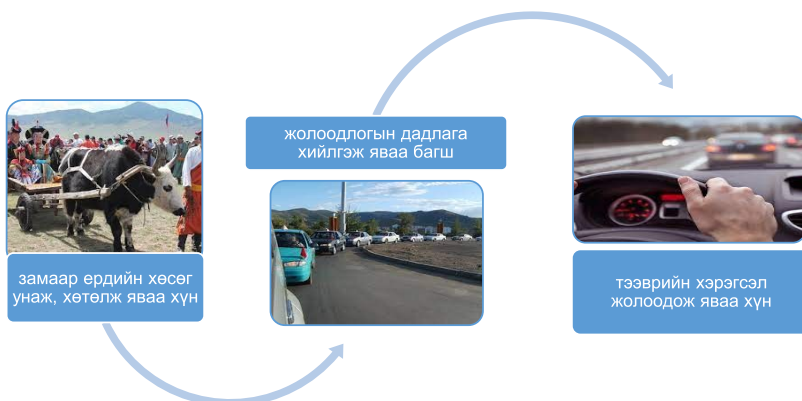 замаар ердийн хөсөг
унаж, хөтөлж яваа хүн
жолоодлогын дадлага
хийлгэж яваа багш
тээврийн хэрэгсэл
жолоодож яваа хүн